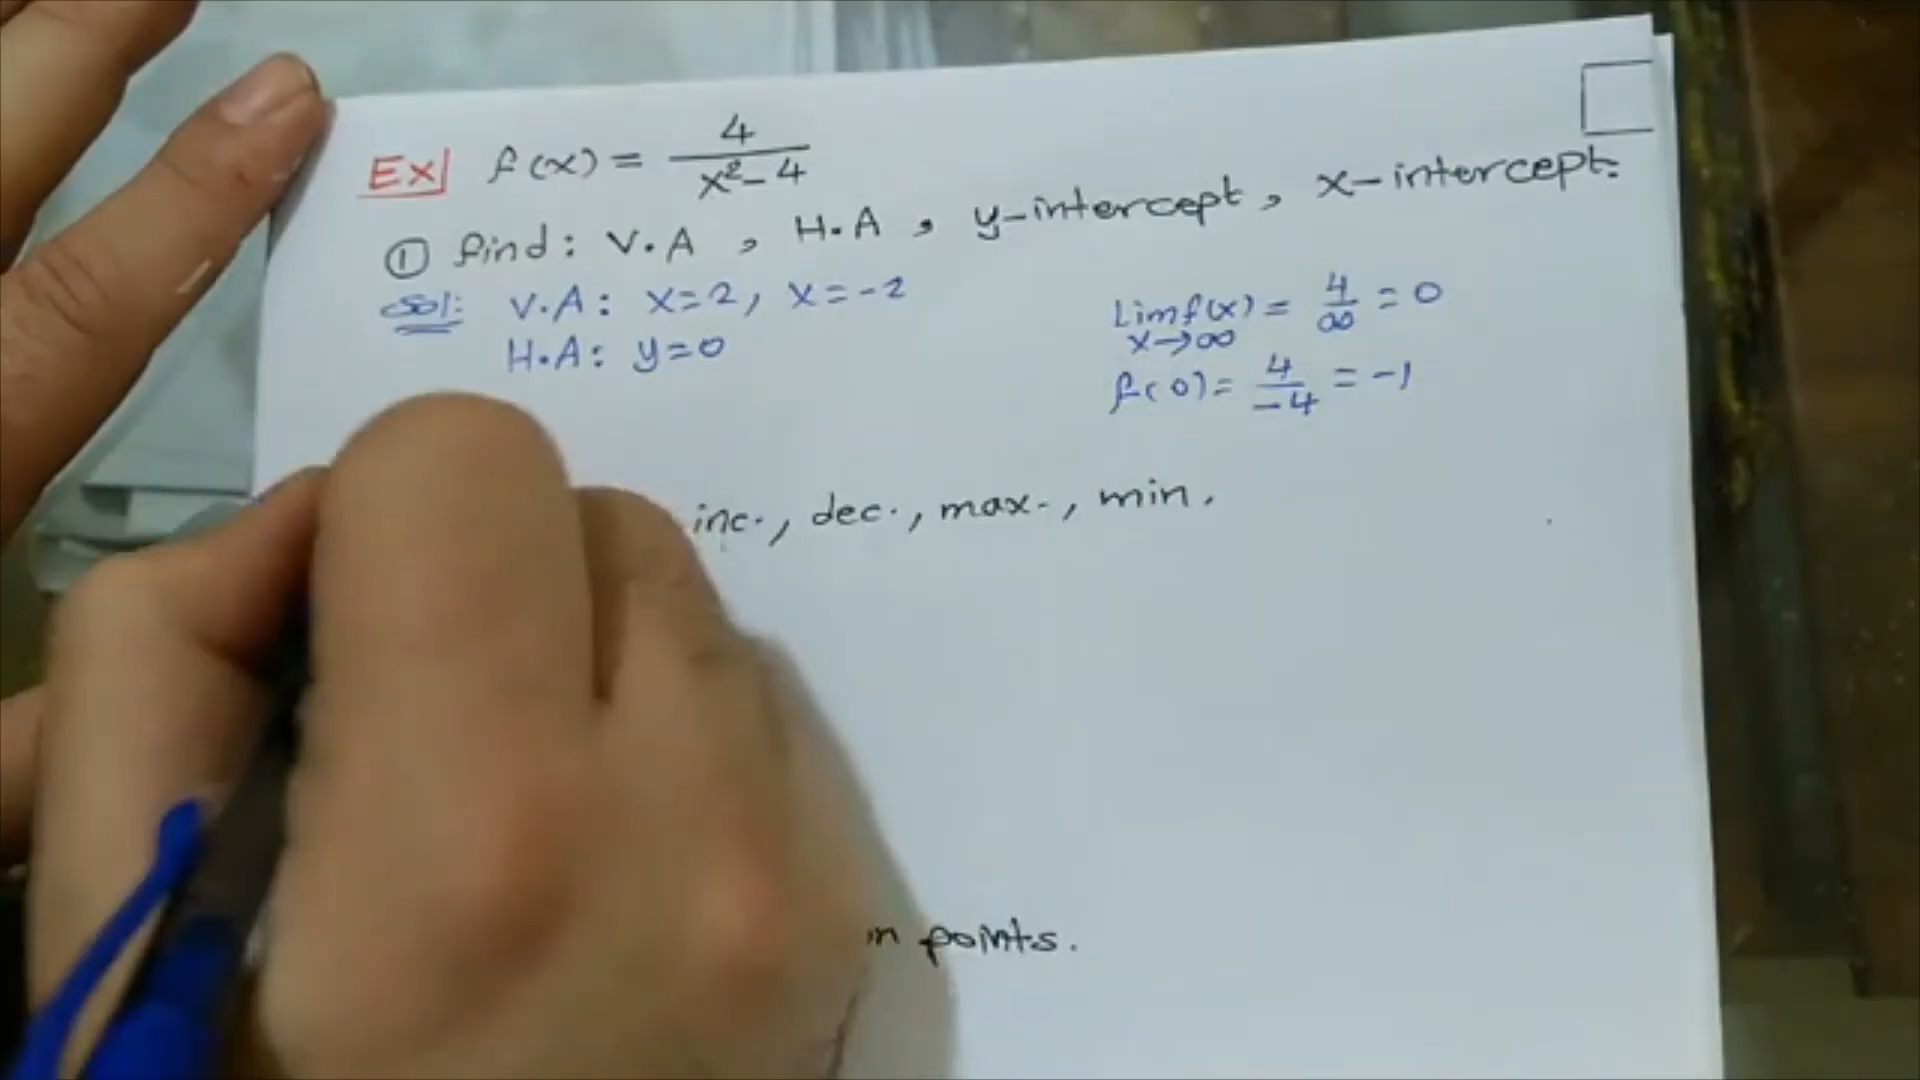 Ex] f(x) = 4 / x² - 4
① find: V.A , H.A , y-intercept , x-intercept.
Sol: V.A: x=2, x=-2
H.A: y=0
Lim f(x) = 4/∞ = 0
x→∞
f(0) = 4/-4 = -1
inc., dec., max., min.
points.